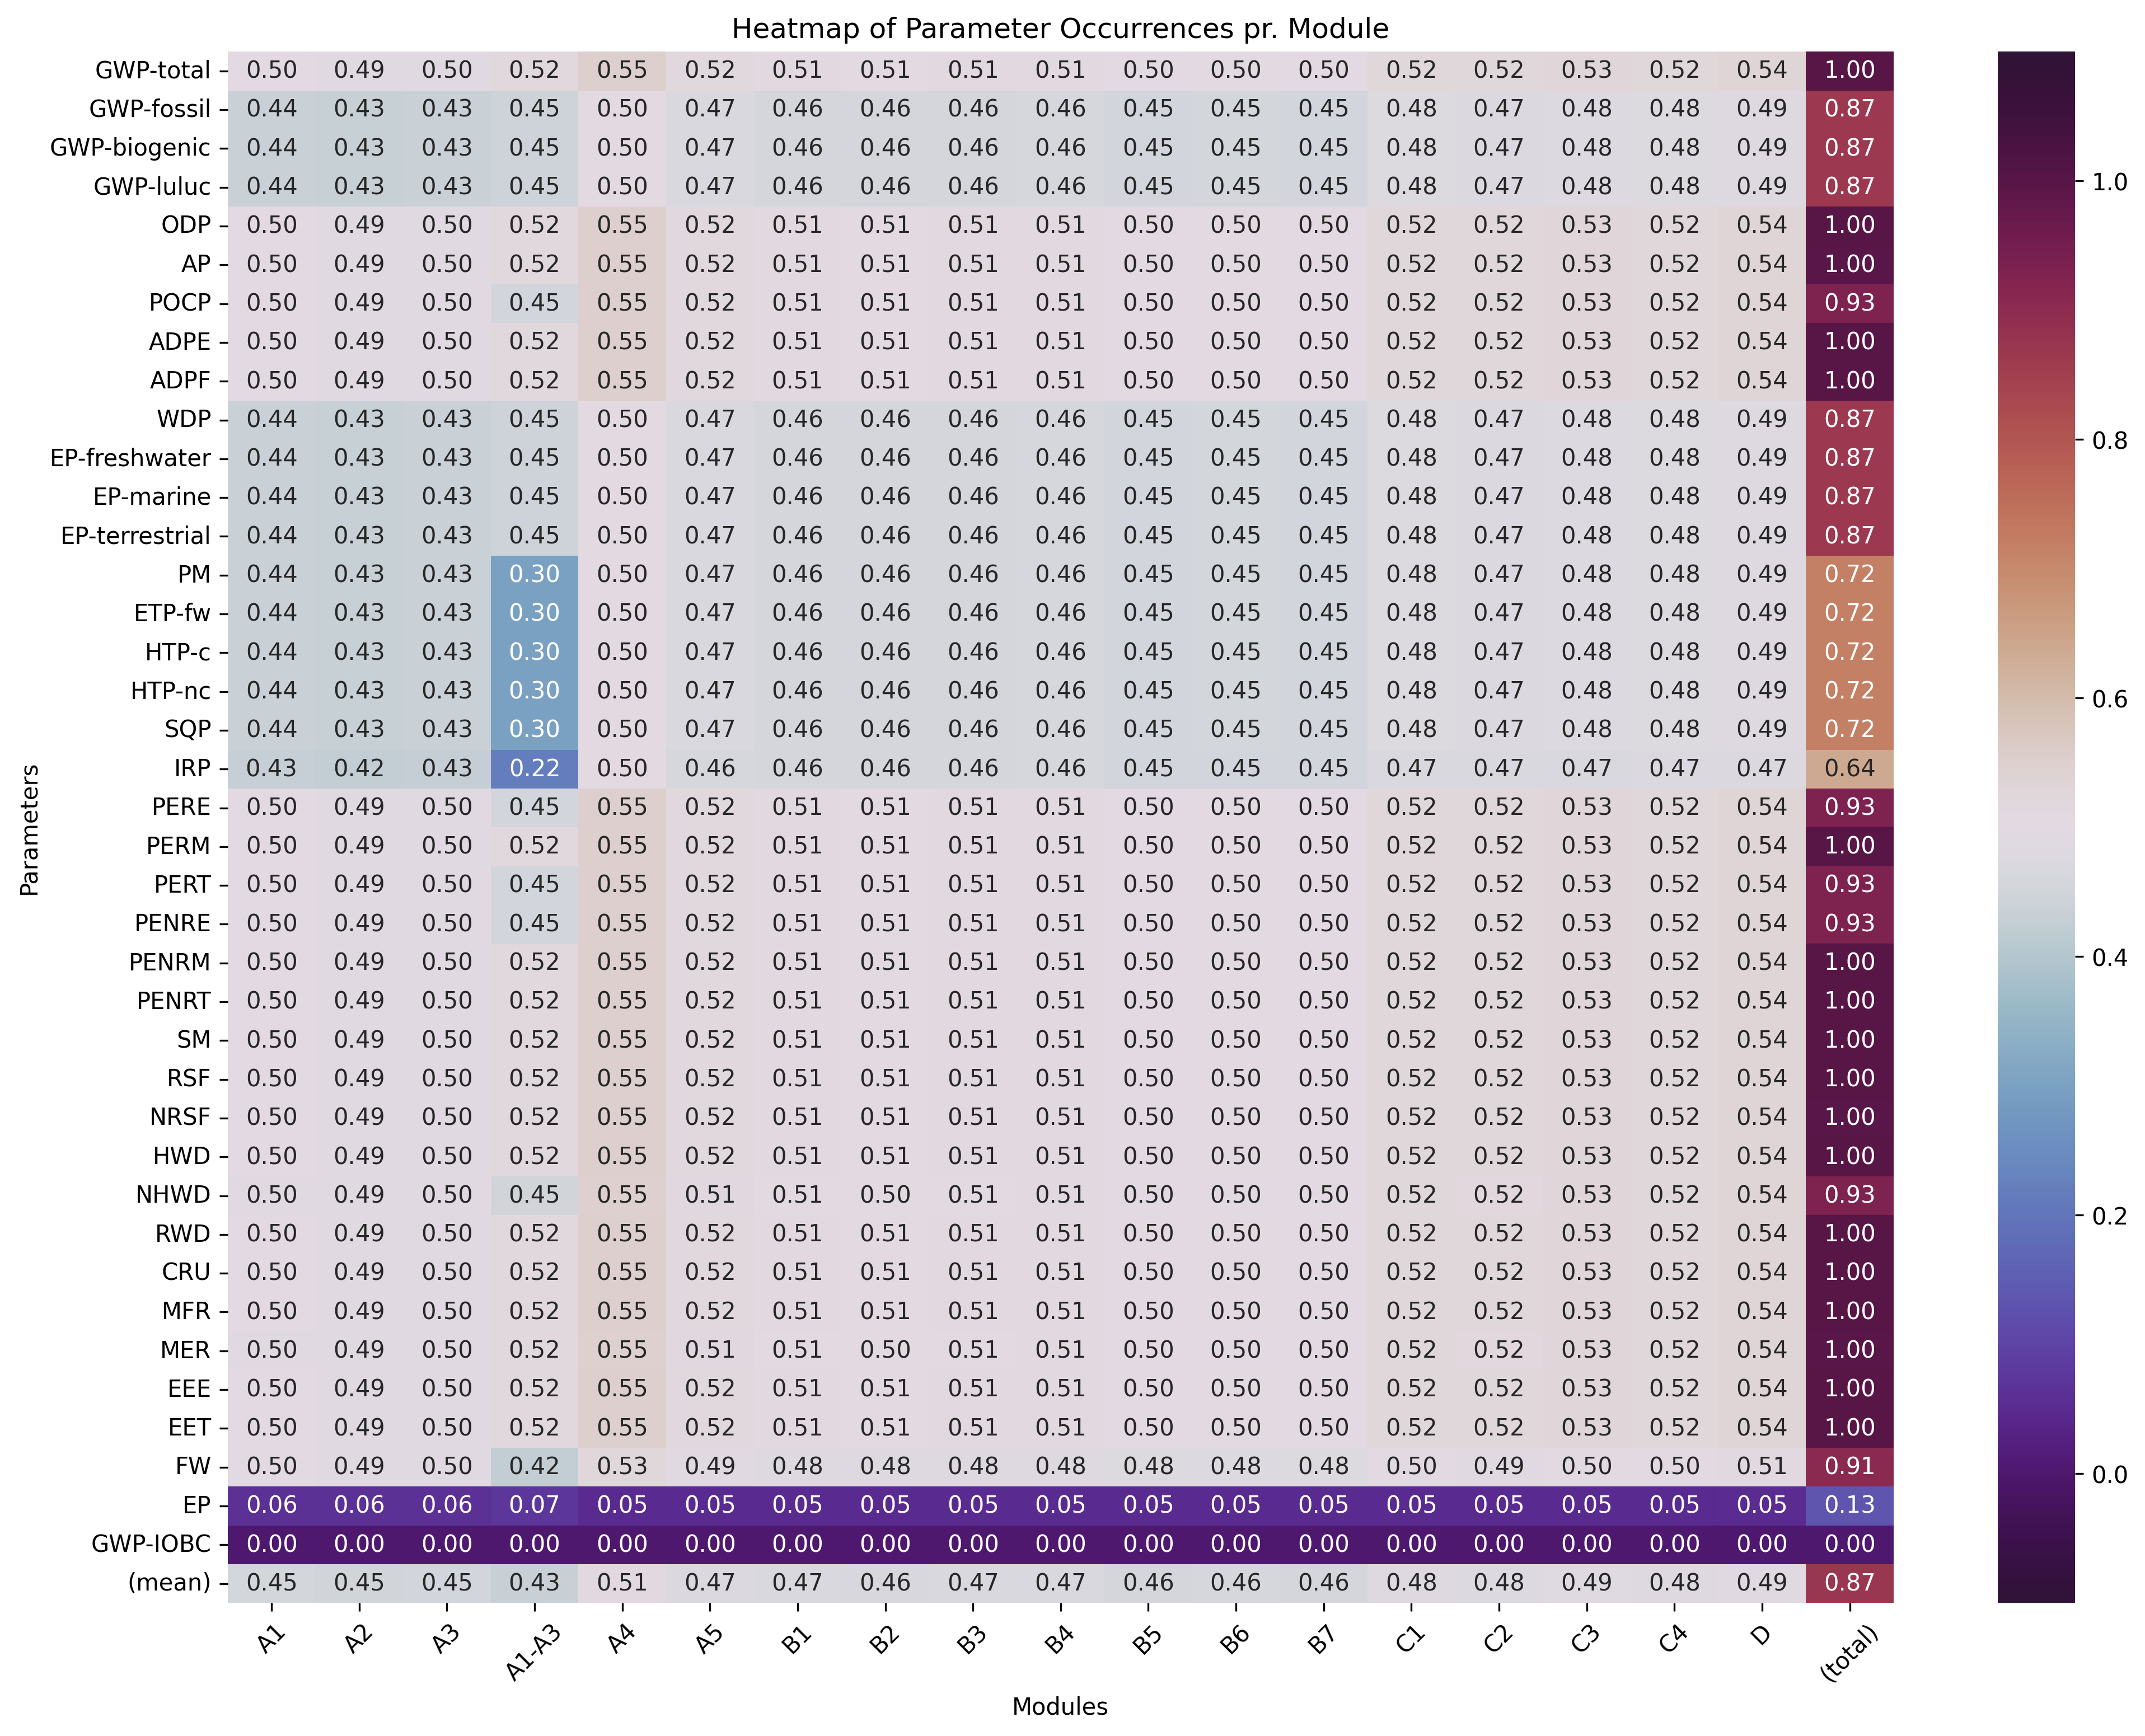 Heatmap of Parameter Occurrences pr. Module
GWP-total 0.50 0.49 0.50 0.52 0.55 0.52 0.51 0.51 0.51 0.51 0.50 0.50 0.50 0.52 0.52 0.53 0.52 0.54 1.00
GWP-fossil 0.44 0.43 0.43 0.45 0.50 0.47 0.46 0.46 0.46 0.46 0.45 0.45 0.45 0.48 0.47 0.48 0.48 0.49 0.87
GWP-biogenic 0.44 0.43 0.43 0.45 0.50 0.47 0.46 0.46 0.46 0.46 0.45 0.45 0.45 0.48 0.47 0.48 0.48 0.49 0.87
GWP-luluc 0.44 0.43 0.43 0.45 0.50 0.47 0.46 0.46 0.46 0.46 0.45 0.45 0.45 0.48 0.47 0.48 0.48 0.49 0.87
ODP 0.50 0.49 0.50 0.52 0.55 0.52 0.51 0.51 0.51 0.51 0.50 0.50 0.50 0.52 0.52 0.53 0.52 0.54 1.00
AP 0.50 0.49 0.50 0.52 0.55 0.52 0.51 0.51 0.51 0.51 0.50 0.50 0.50 0.52 0.52 0.53 0.52 0.54 1.00
POCP 0.50 0.49 0.50 0.45 0.55 0.52 0.51 0.51 0.51 0.51 0.50 0.50 0.50 0.52 0.52 0.53 0.52 0.54 0.93
ADPE 0.50 0.49 0.50 0.52 0.55 0.52 0.51 0.51 0.51 0.51 0.50 0.50 0.50 0.52 0.52 0.53 0.52 0.54 1.00
ADPF 0.50 0.49 0.50 0.52 0.55 0.52 0.51 0.51 0.51 0.51 0.50 0.50 0.50 0.52 0.52 0.53 0.52 0.54 1.00
WDP 0.44 0.43 0.43 0.45 0.50 0.47 0.46 0.46 0.46 0.46 0.45 0.45 0.45 0.48 0.47 0.48 0.48 0.49 0.87
EP-freshwater 0.44 0.43 0.43 0.45 0.50 0.47 0.46 0.46 0.46 0.46 0.45 0.45 0.45 0.48 0.47 0.48 0.48 0.49 0.87
EP-marine 0.44 0.43 0.43 0.45 0.50 0.47 0.46 0.46 0.46 0.46 0.45 0.45 0.45 0.48 0.47 0.48 0.48 0.49 0.87
EP-terrestrial 0.44 0.43 0.43 0.45 0.50 0.47 0.46 0.46 0.46 0.46 0.45 0.45 0.45 0.48 0.47 0.48 0.48 0.49 0.87
PM 0.44 0.43 0.43 0.30 0.50 0.47 0.46 0.46 0.46 0.46 0.45 0.45 0.45 0.48 0.47 0.48 0.48 0.49 0.72
ETP-fw 0.44 0.43 0.43 0.30 0.50 0.47 0.46 0.46 0.46 0.46 0.45 0.45 0.45 0.48 0.47 0.48 0.48 0.49 0.72
HTP-c 0.44 0.43 0.43 0.30 0.50 0.47 0.46 0.46 0.46 0.46 0.45 0.45 0.45 0.48 0.47 0.48 0.48 0.49 0.72
HTP-nc 0.44 0.43 0.43 0.30 0.50 0.47 0.46 0.46 0.46 0.46 0.45 0.45 0.45 0.48 0.47 0.48 0.48 0.49 0.72
SQP 0.44 0.43 0.43 0.30 0.50 0.47 0.46 0.46 0.46 0.46 0.45 0.45 0.45 0.48 0.47 0.48 0.48 0.49 0.72
IRP 0.43 0.42 0.43 0.22 0.50 0.46 0.46 0.46 0.46 0.46 0.45 0.45 0.45 0.47 0.47 0.47 0.47 0.47 0.64
PERE 0.50 0.49 0.50 0.45 0.55 0.52 0.51 0.51 0.51 0.51 0.50 0.50 0.50 0.52 0.52 0.53 0.52 0.54 0.93
PERM 0.50 0.49 0.50 0.52 0.55 0.52 0.51 0.51 0.51 0.51 0.50 0.50 0.50 0.52 0.52 0.53 0.52 0.54 1.00
PERT 0.50 0.49 0.50 0.45 0.55 0.52 0.51 0.51 0.51 0.51 0.50 0.50 0.50 0.52 0.52 0.53 0.52 0.54 0.93
PENRE 0.50 0.49 0.50 0.45 0.55 0.52 0.51 0.51 0.51 0.51 0.50 0.50 0.50 0.52 0.52 0.53 0.52 0.54 0.93
PENRM 0.50 0.49 0.50 0.52 0.55 0.52 0.51 0.51 0.51 0.51 0.50 0.50 0.50 0.52 0.52 0.53 0.52 0.54 1.00
PENRT 0.50 0.49 0.50 0.52 0.55 0.52 0.51 0.51 0.51 0.51 0.50 0.50 0.50 0.52 0.52 0.53 0.52 0.54 1.00
SM 0.50 0.49 0.50 0.52 0.55 0.52 0.51 0.51 0.51 0.51 0.50 0.50 0.50 0.52 0.52 0.53 0.52 0.54 1.00
RSF 0.50 0.49 0.50 0.52 0.55 0.52 0.51 0.51 0.51 0.51 0.50 0.50 0.50 0.52 0.52 0.53 0.52 0.54 1.00
NRSF 0.50 0.49 0.50 0.52 0.55 0.52 0.51 0.51 0.51 0.51 0.50 0.50 0.50 0.52 0.52 0.53 0.52 0.54 1.00
HWD 0.50 0.49 0.50 0.52 0.55 0.52 0.51 0.51 0.51 0.51 0.50 0.50 0.50 0.52 0.52 0.53 0.52 0.54 1.00
NHWD 0.50 0.49 0.50 0.45 0.55 0.51 0.51 0.50 0.51 0.51 0.50 0.50 0.50 0.52 0.52 0.53 0.52 0.54 0.93
RWD 0.50 0.49 0.50 0.52 0.55 0.52 0.51 0.51 0.51 0.51 0.50 0.50 0.50 0.52 0.52 0.53 0.52 0.54 1.00
CRU 0.50 0.49 0.50 0.52 0.55 0.52 0.51 0.51 0.51 0.51 0.50 0.50 0.50 0.52 0.52 0.53 0.52 0.54 1.00
MFR 0.50 0.49 0.50 0.52 0.55 0.52 0.51 0.51 0.51 0.51 0.50 0.50 0.50 0.52 0.52 0.53 0.52 0.54 1.00
MER 0.50 0.49 0.50 0.52 0.55 0.51 0.51 0.50 0.51 0.51 0.50 0.50 0.50 0.52 0.52 0.53 0.52 0.54 1.00
EEE 0.50 0.49 0.50 0.52 0.55 0.52 0.51 0.51 0.51 0.51 0.50 0.50 0.50 0.52 0.52 0.53 0.52 0.54 1.00
EET 0.50 0.49 0.50 0.52 0.55 0.52 0.51 0.51 0.51 0.51 0.50 0.50 0.50 0.52 0.52 0.53 0.52 0.54 1.00
FW 0.50 0.49 0.50 0.42 0.53 0.49 0.48 0.48 0.48 0.48 0.48 0.48 0.48 0.50 0.49 0.50 0.50 0.51 0.91
EP 0.06 0.06 0.06 0.07 0.05 0.05 0.05 0.05 0.05 0.05 0.05 0.05 0.05 0.05 0.05 0.05 0.05 0.05 0.13
GWP-IOBC 0.00 0.00 0.00 0.00 0.00 0.00 0.00 0.00 0.00 0.00 0.00 0.00 0.00 0.00 0.00 0.00 0.00 0.00 0.00
(mean) 0.45 0.45 0.45 0.43 0.51 0.47 0.47 0.46 0.47 0.47 0.46 0.46 0.46 0.48 0.48 0.49 0.48 0.49 0.87
A1 A2 A3 A1-A3 A4 A5 B1 B2 B3 B4 B5 B6 B7 C1 C2 C3 C4 D (total)
Modules
Parameters
1.0
0.8
0.6
0.4
0.2
0.0